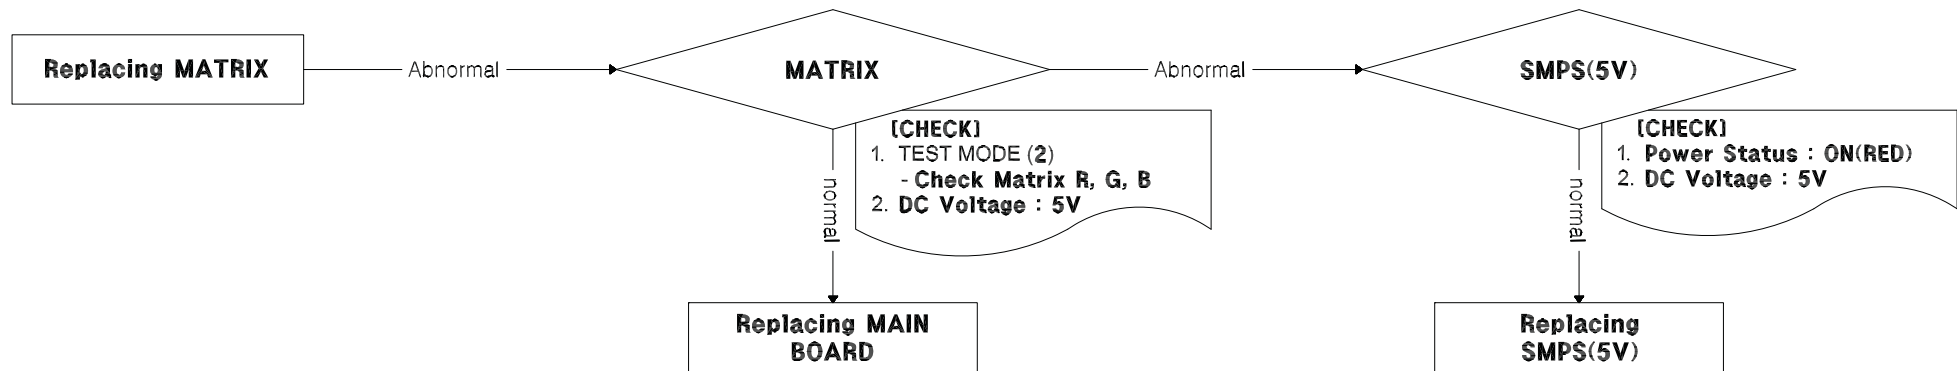 Replacing MATRIX
Abnormal
MATRIX
Abnormal
SMPS(5V)
[CHECK]
1. TEST MODE (2)
- Check Matrix R, G, B
2. DC Voltage : 5V
normal
[CHECK]
1. Power Status : ON(RED)
2. DC Voltage : 5V
normal
Replacing MAIN
BOARD
Replacing
SMPS(5V)